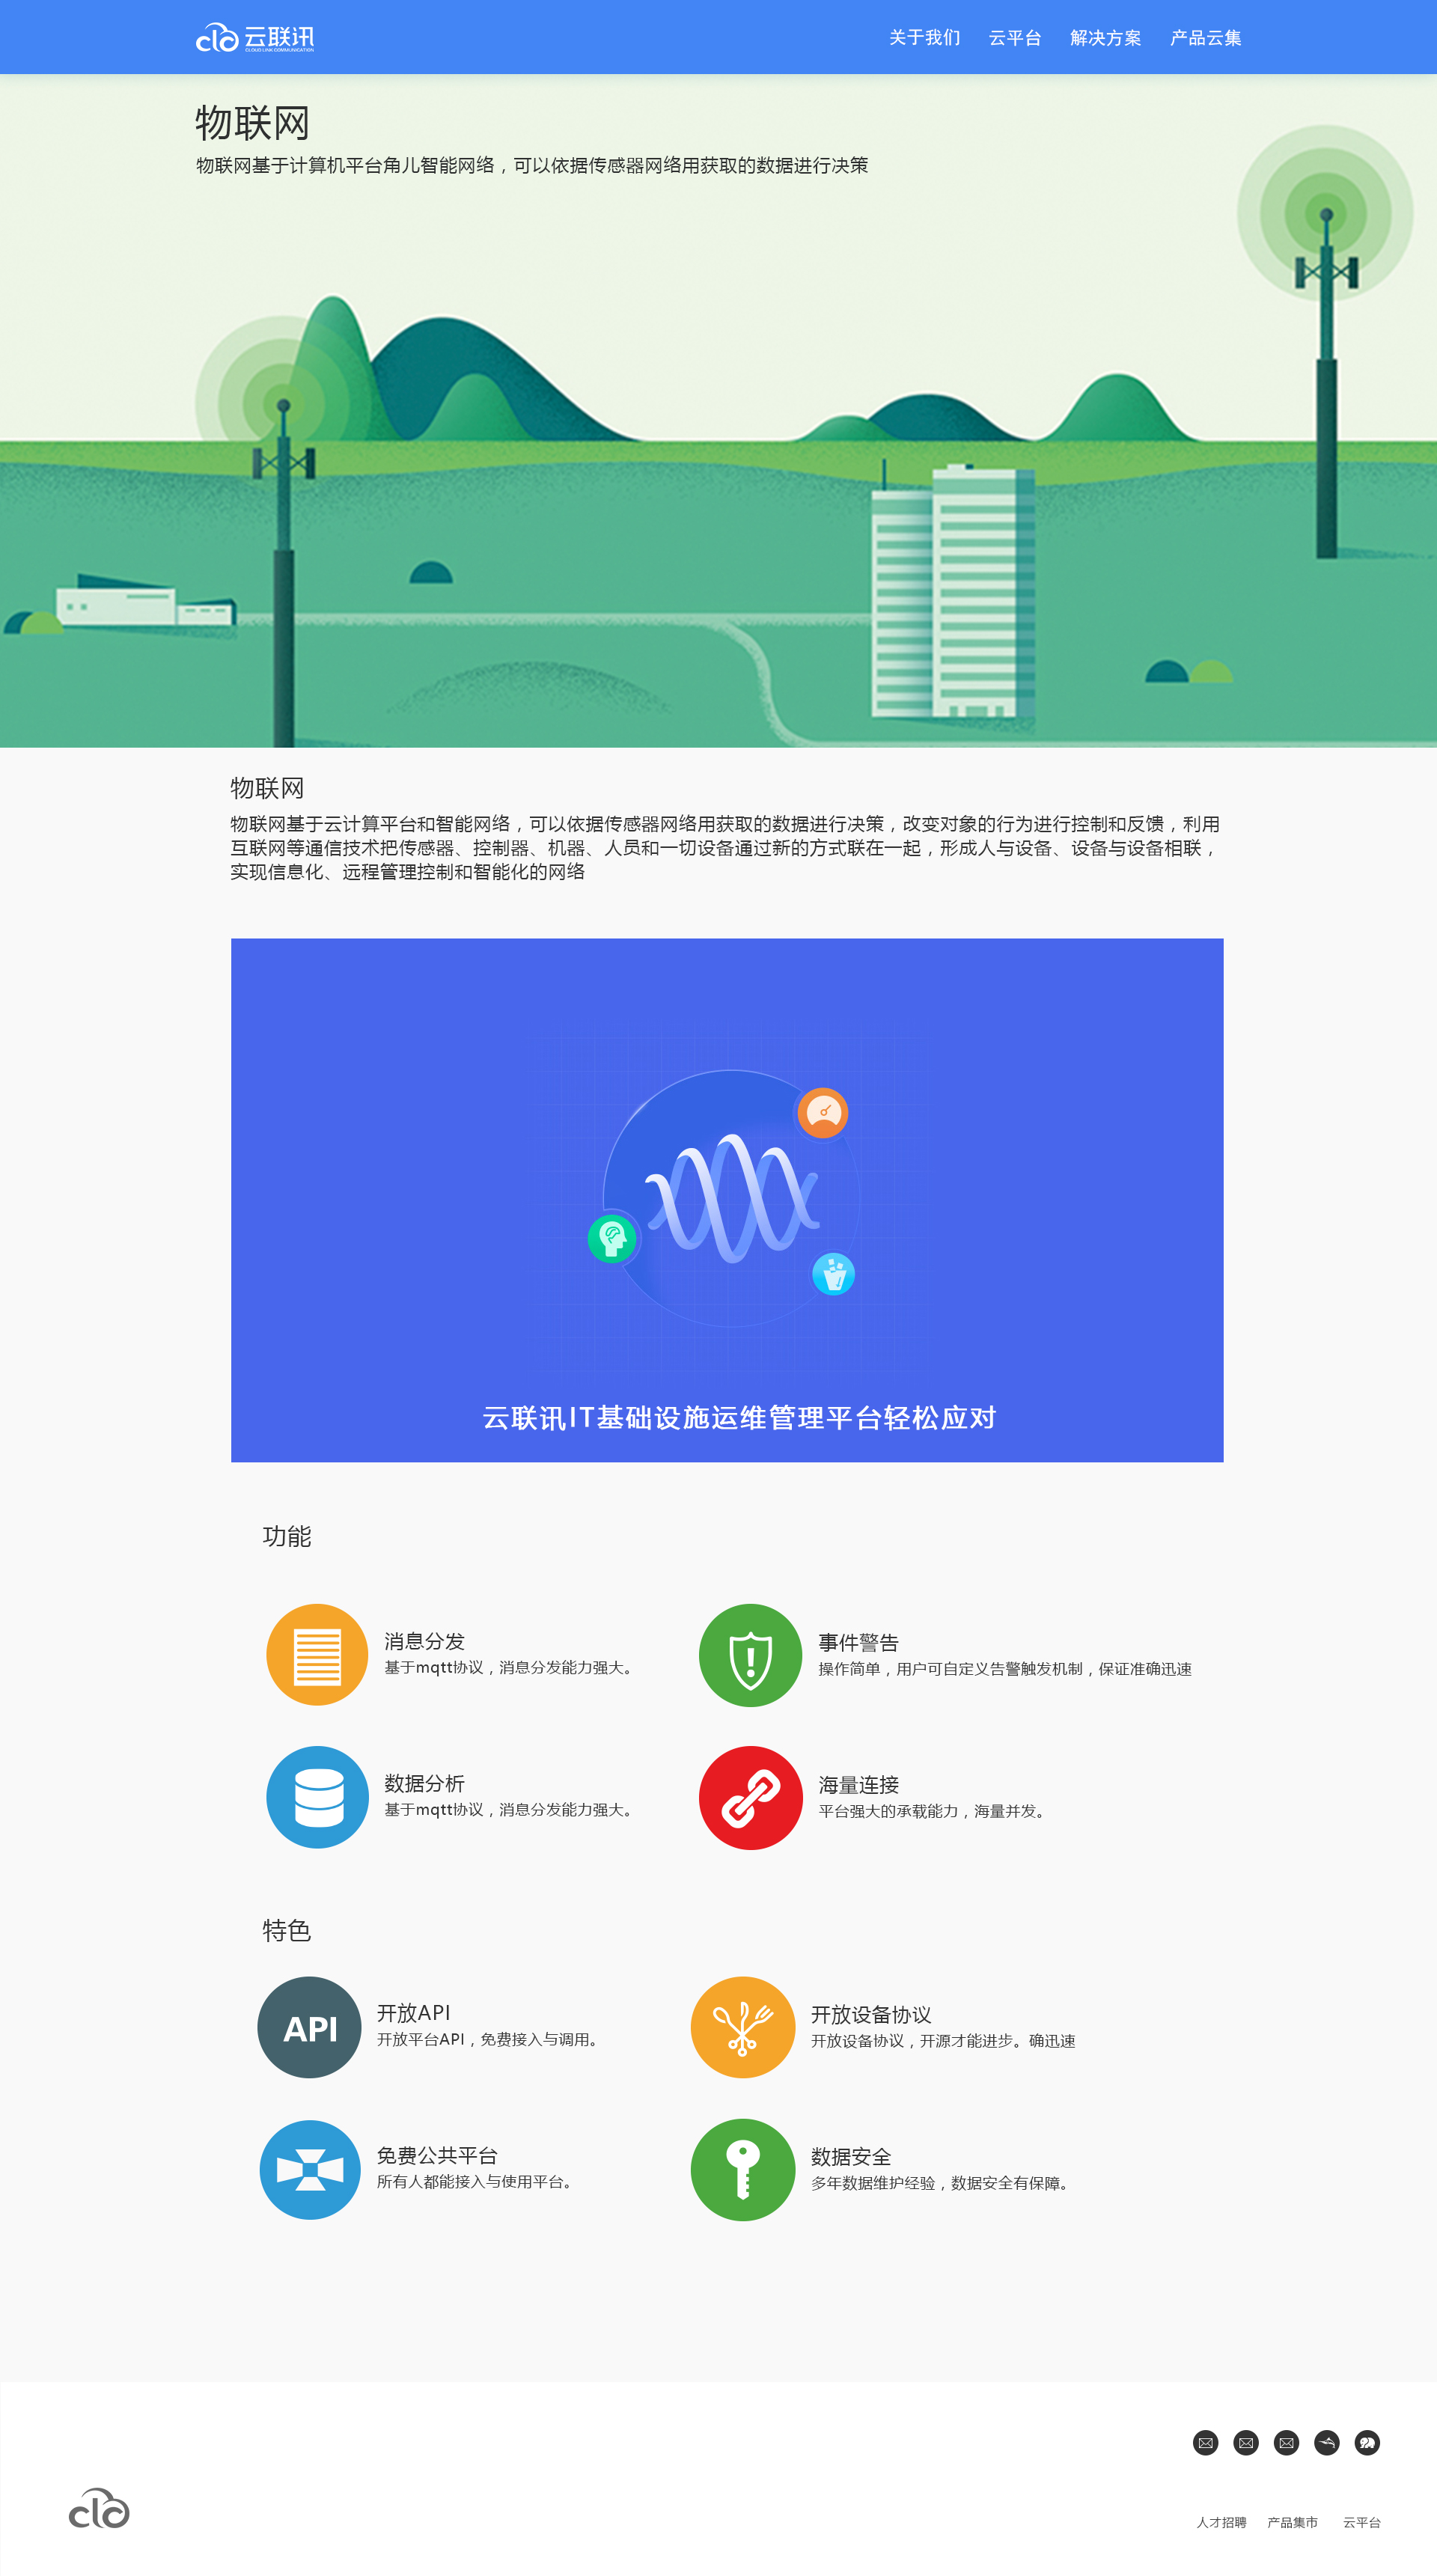 云联讯
CLOUD LINK COMMUNICATION
关于我们 云平台 解决方案 产品云集
物联网
物联网基于计算机平台角儿智能网络，可以依据传感器网络用获取的数据进行决策
物联网
物联网基于云计算平台和智能网络，可以依据传感器网络用获取的数据进行决策，改变对象的行为进行控制和反馈，利用
互联网等通信技术把传感器、控制器、机器、人员和一切设备通过新的方式联在一起，形成人与设备、设备与设备相联，
实现信息化、远程管理控制和智能化的网络
云联讯IT基础设施运维管理平台轻松应对
功能
消息分发
基于mqtt协议，消息分发能力强大。
事件警告
操作简单，用户可自定义告警触发机制，保证准确迅速
数据分析
基于mqtt协议，消息分发能力强大。
海量连接
平台强大的承载能力，海量并发。
特色
API
开放API
开放平台API，免费接入与调用。
开放设备协议
开放设备协议，开源才能进步。确迅速
免费公共平台
所有人都能接入与使用平台。
数据安全
多年数据维护经验，数据安全有保障。
clc
人才招聘 产品集市 云平台